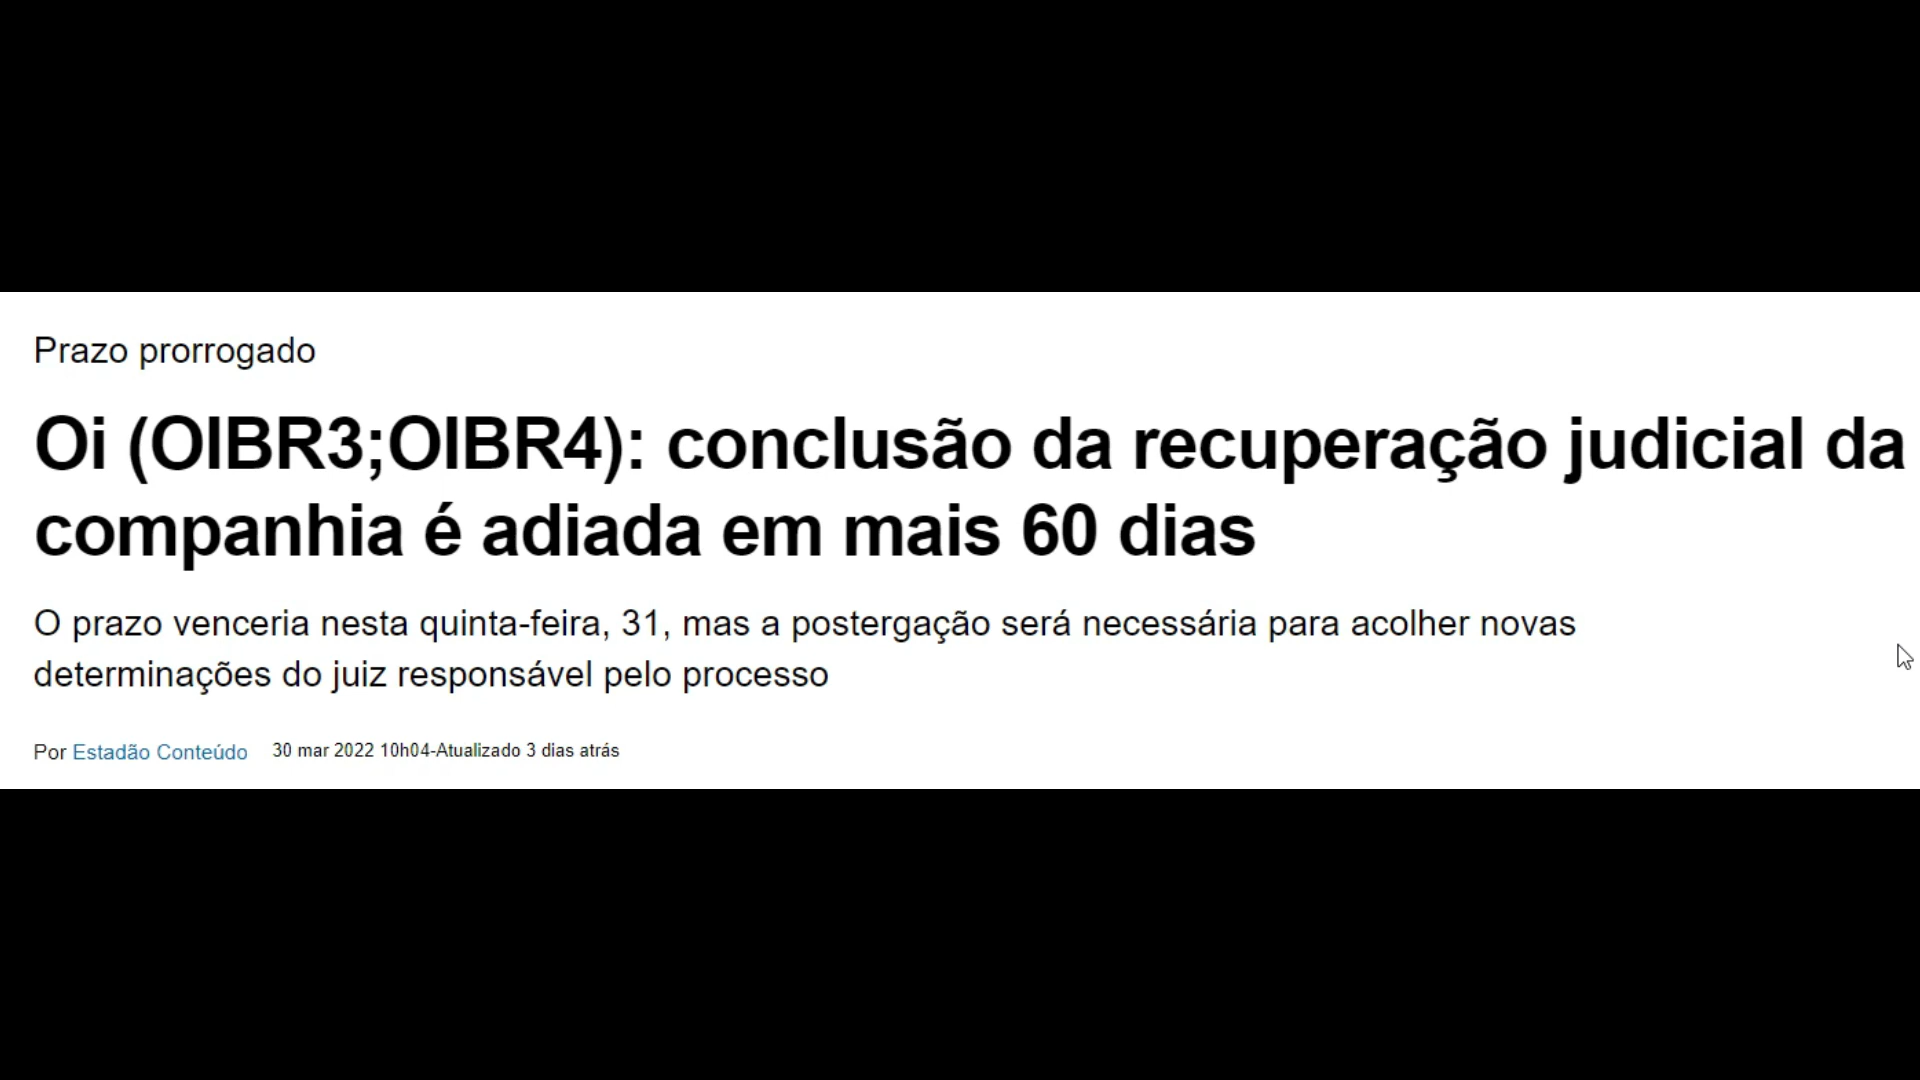 Prazo prorrogado
Oi (OIBR3;OIBR4): conclusão da recuperação judicial da
companhia é adiada em mais 60 dias
O prazo venceria nesta quinta-feira, 31, mas a postergação será necessária para acolher novas
determinações do juiz responsável pelo processo
Por Estadão Conteúdo 30 mar 2022 10h04-Atualizado 3 dias atrás